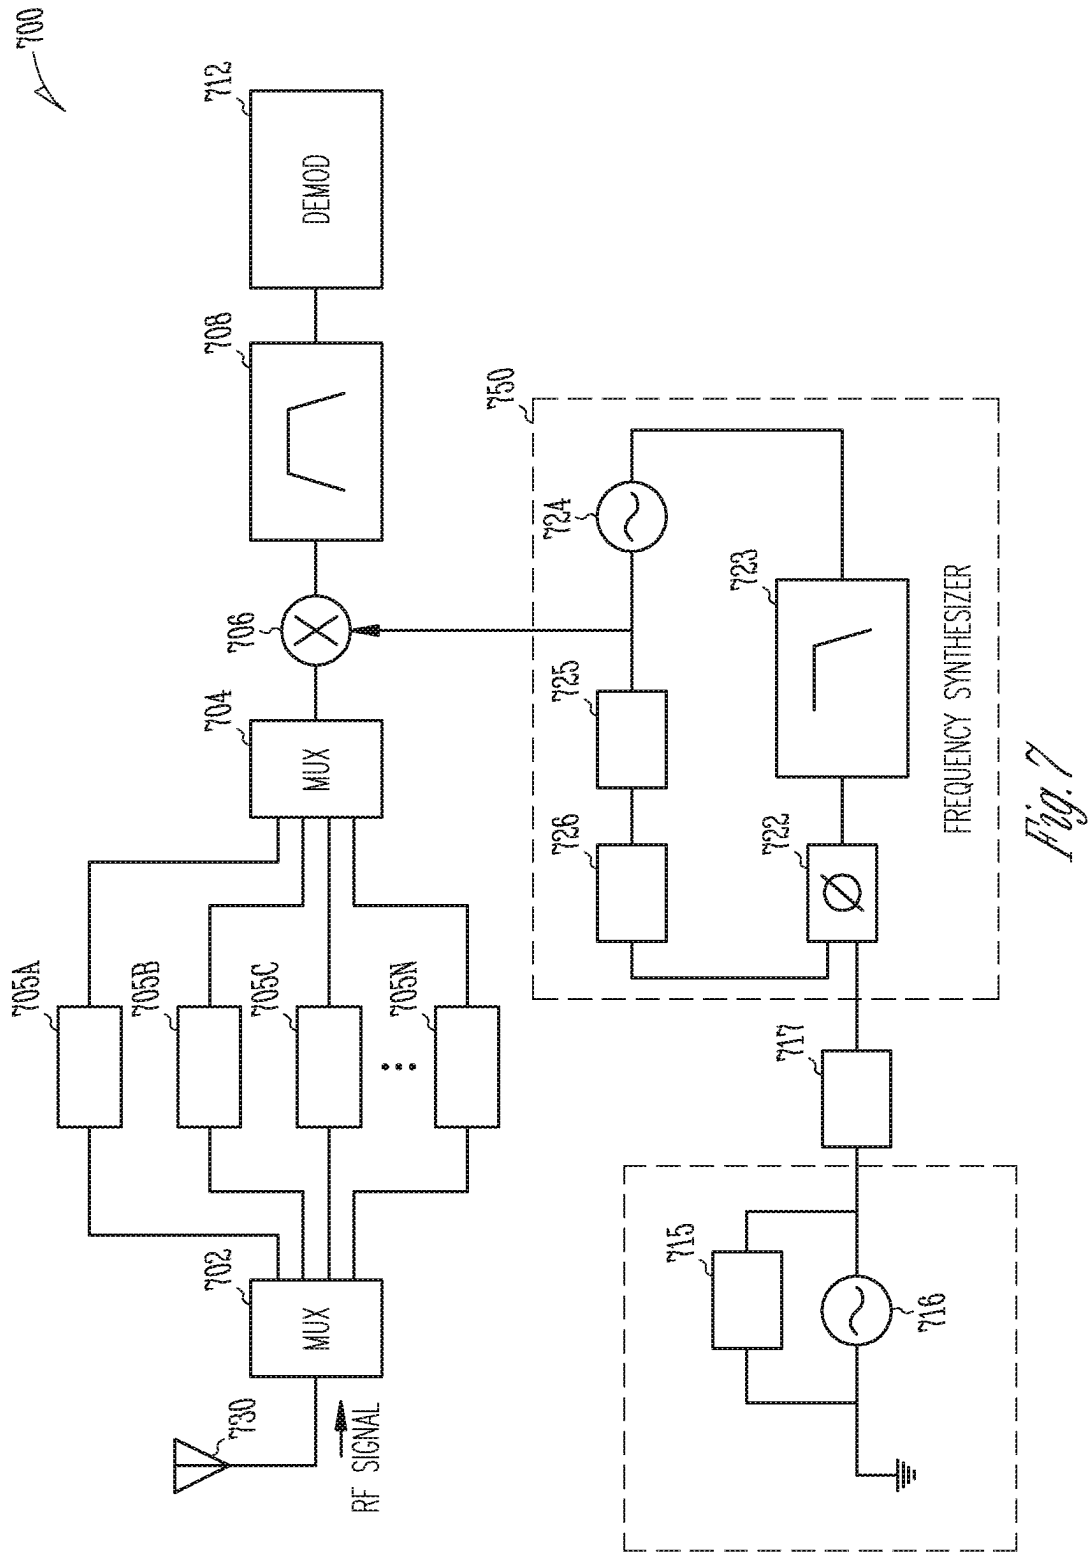 700
730
RF SIGNAL
702
MUX
705A
705B
705C
705N
704
MUX
706
708
712
DEMOD
715
716
717
750
722
723
724
725
726
FREQUENCY SYNTHESIZER
Fig. 7